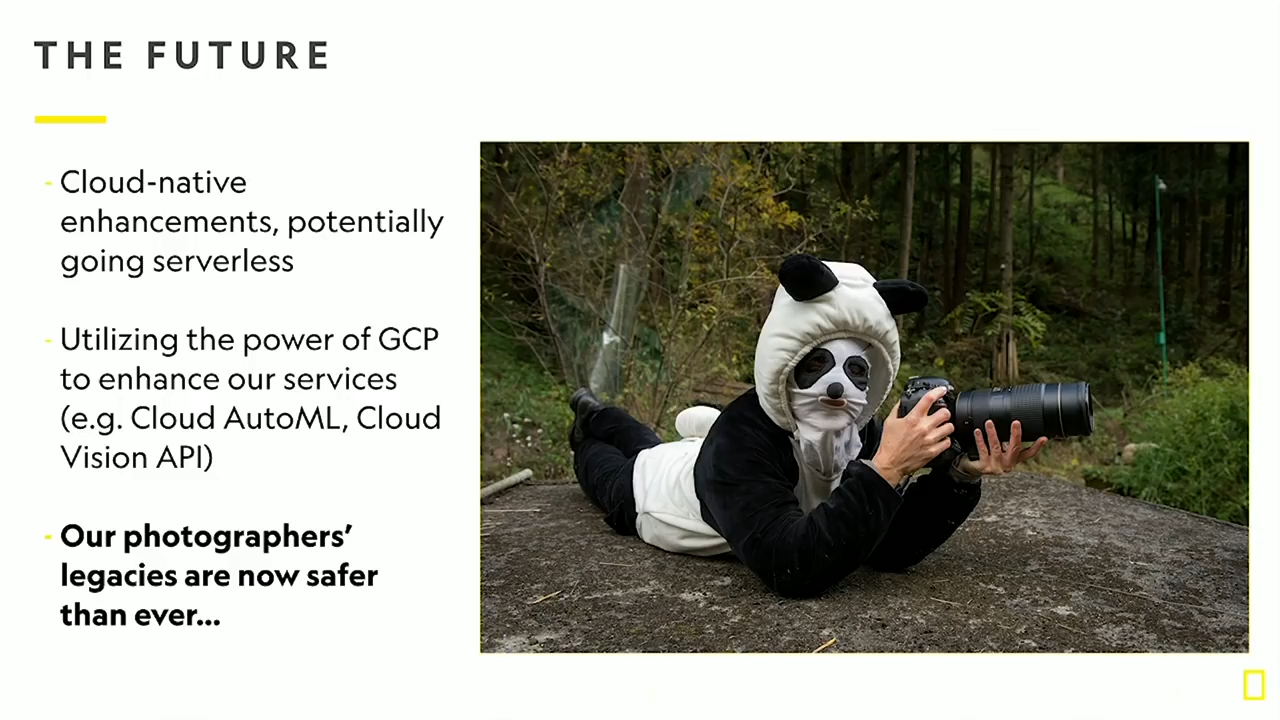 THE FUTURE
- Cloud-native
enhancements, potentially
going serverless
- Utilizing the power of GCP
to enhance our services
(e.g. Cloud AutoML, Cloud
Vision API)
- Our photographers’
legacies are now safer
than ever...